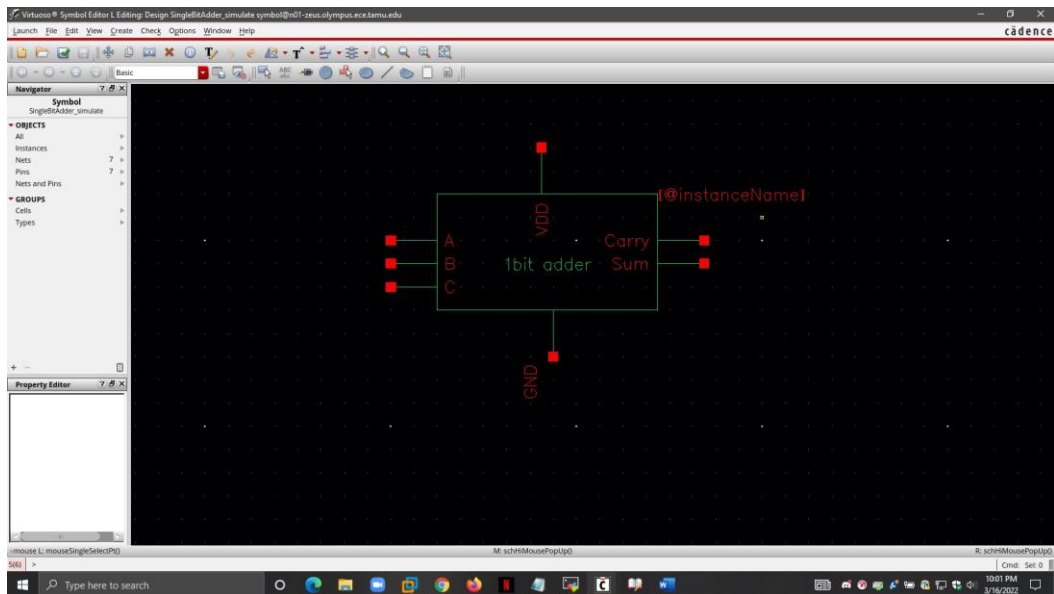 Virtuoso® Symbol Editor L Editing: Design SingleBitAdder_simulate symbol@n01-zeus.olympus.ece.tamu.edu
Launch File Edit View Create Check Options Window Help
cādence
Basic
Navigator
Symbol
SingleBitAdder_simulate
OBJECTS
All
Instances
Nets 7
Pins 7
Nets and Pins
GROUPS
Cells
Types
[@instanceName]
VDD
A Carry
B 1bit adder Sum
C
GND
Property Editor
mouse L: mouseSingleSelectPt() M: schHiMousePopUp() R: schHiMousePopUp()
5(6) > Cmd: Sel: 0
Type here to search
10:01 PM
3/16/2022